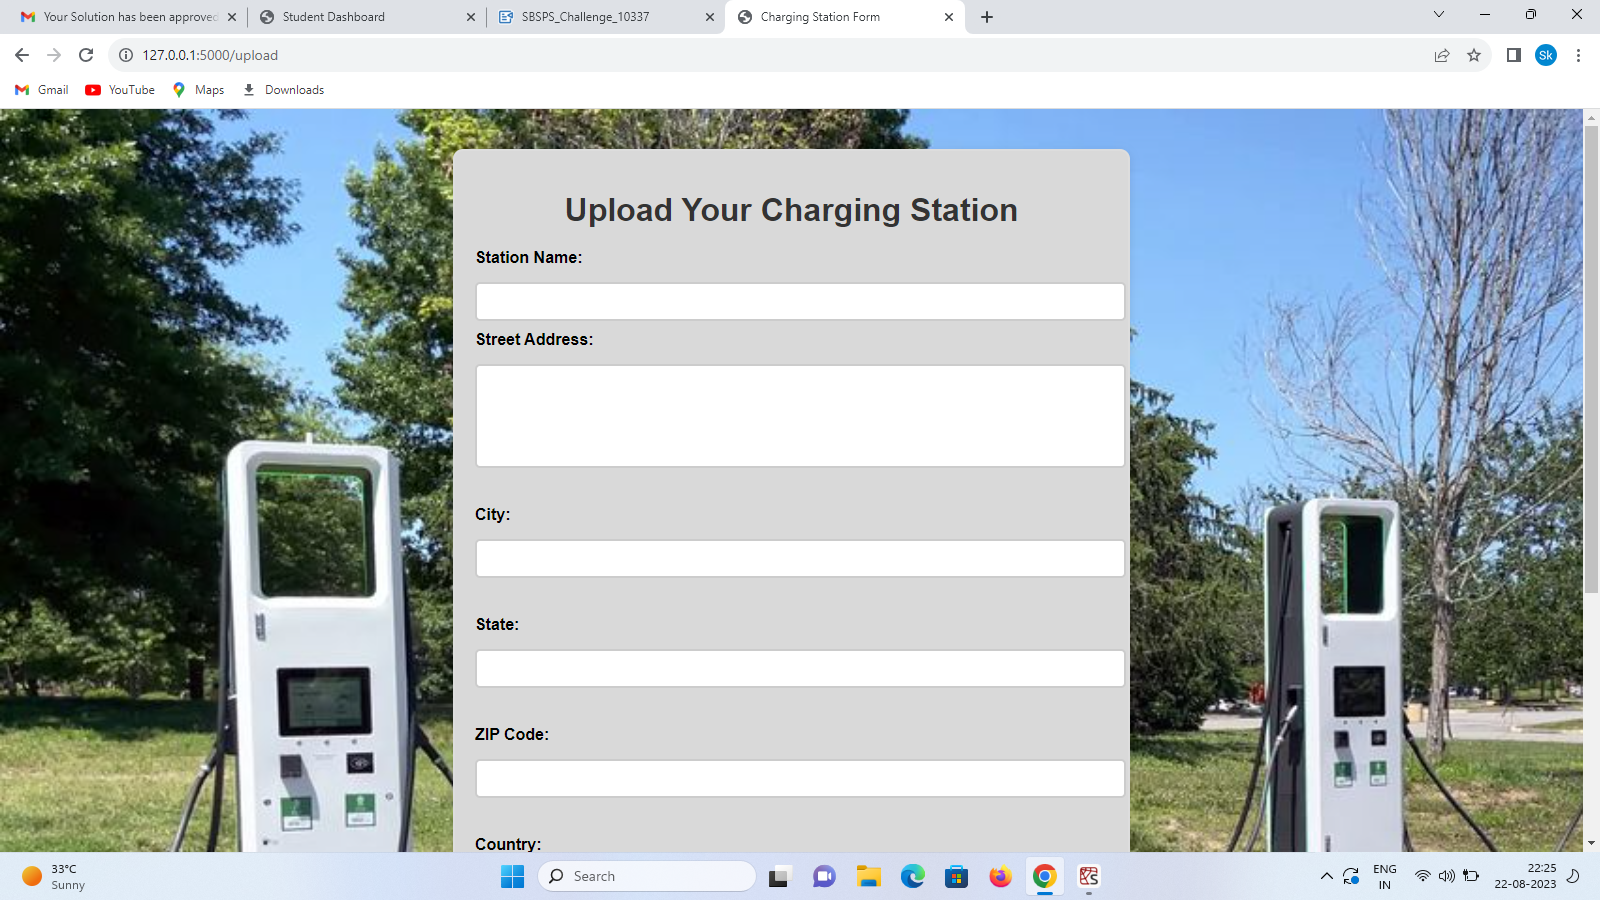 Your Solution has been approved
Student Dashboard
SBSPS_Challenge_10337
Charging Station Form
127.0.0.1:5000/upload
Sk
Gmail
YouTube
Maps
Downloads
Upload Your Charging Station
Station Name:
Street Address:
City:
State:
ZIP Code:
Country:
33°C
Sunny
Search
ENG
IN
22:25
22-08-2023